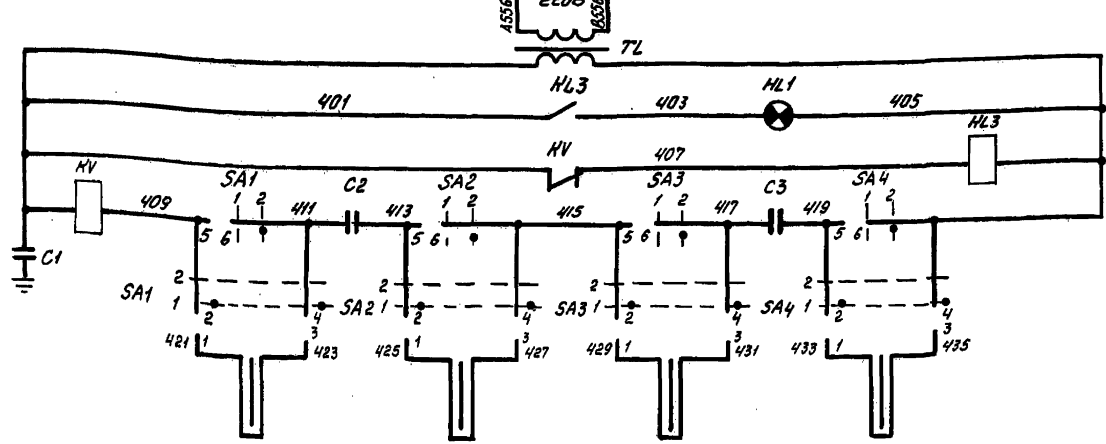 A556 220В B556
TL
KL3 HL1
401 403 405
KV 407 HL3
KV SA1 C2 SA2 SA3 C3 SA4
1 2 1 2 1 2 1 2
409 411 413 415 417 419
5 6 5 6 5 6 5 6
C1
2 2 2 2
SA1 1 SA2 1 SA3 1 SA4 1
2 4 2 4 2 4 2 4
421 1 3 423 425 1 3 427 429 1 3 431 433 1 3 435